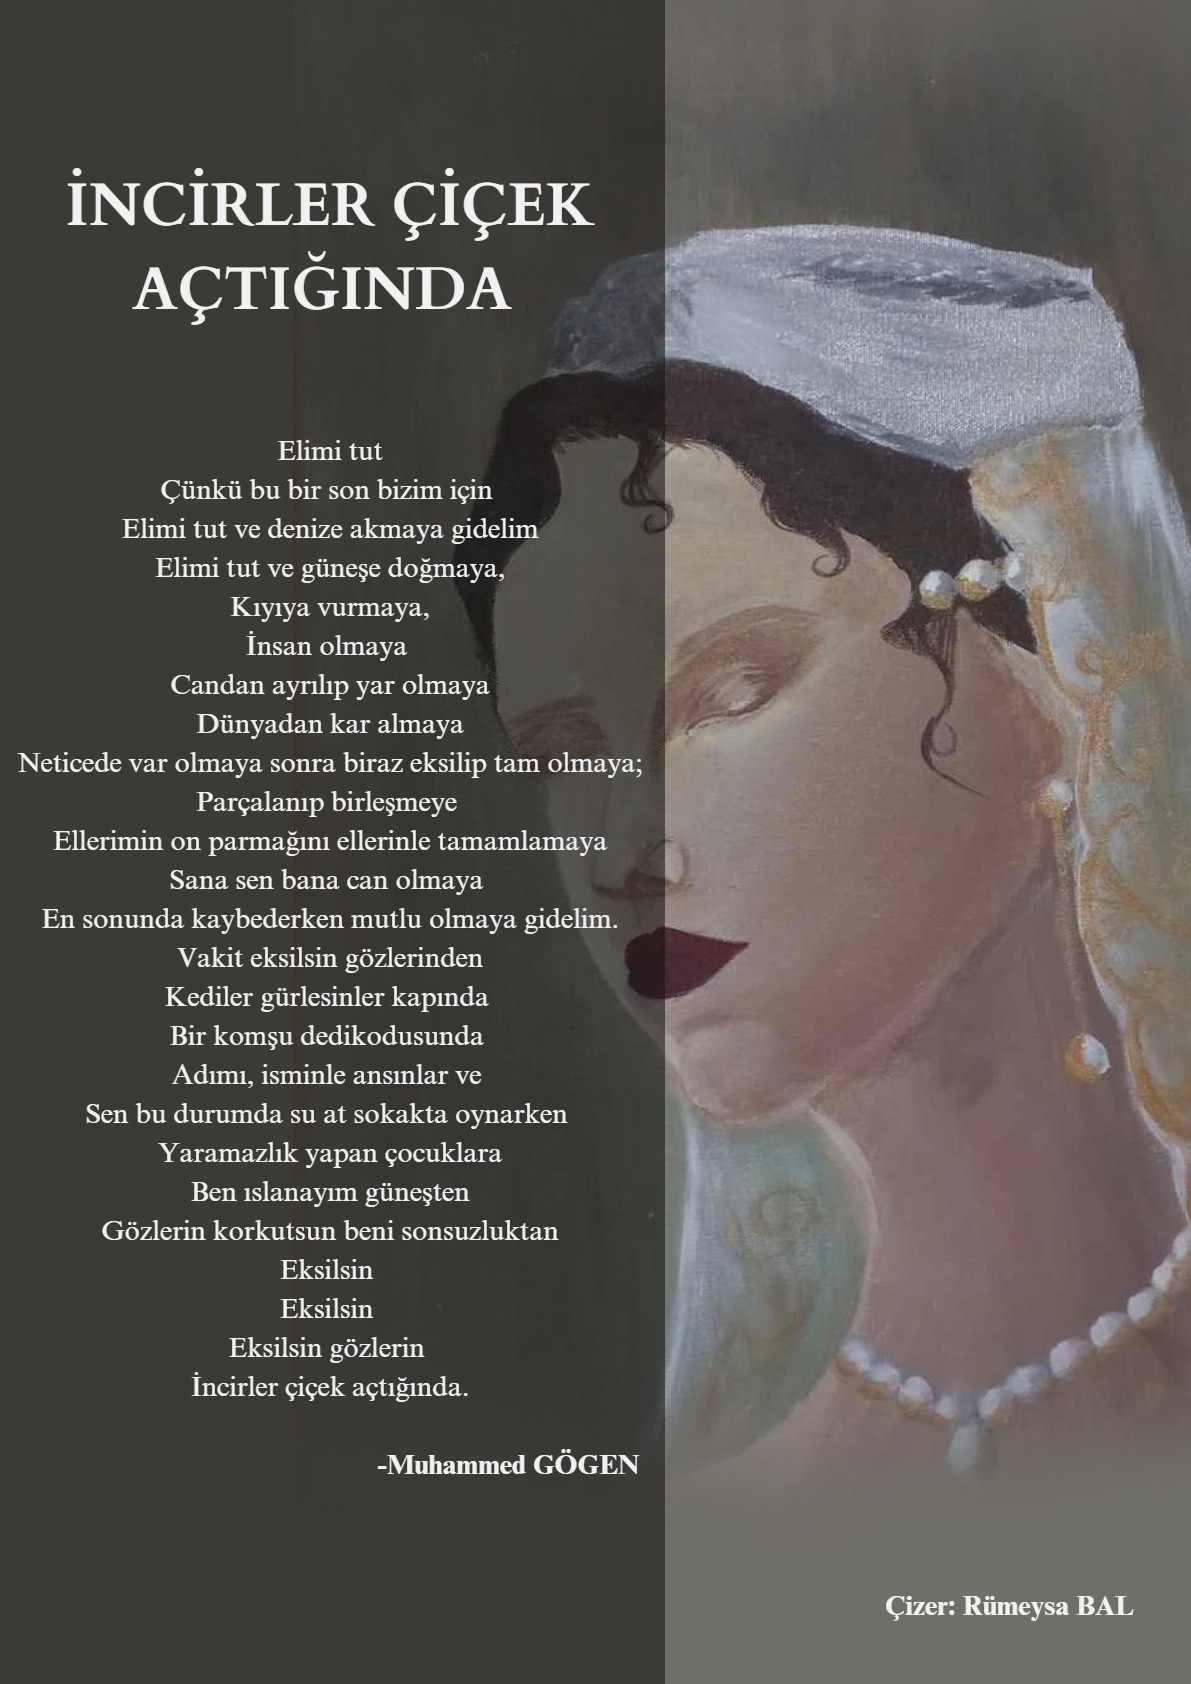 İNCİRLER ÇİÇEK
AÇTIĞINDA
Elimi tut
Çünkü bu bir son bizim için
Elimi tut ve denize akmaya gidelim
Elimi tut ve güneşe doğmaya,
Kıyıya vurmaya,
İnsan olmaya
Candan ayrılıp yar olmaya
Dünyadan kar almaya
Neticede var olmaya sonra biraz eksilip tam olmaya;
Parçalanıp birleşmeye
Ellerimin on parmağını ellerinle tamamlamaya
Sana sen bana can olmaya
En sonunda kaybederken mutlu olmaya gidelim.
Vakit eksilsin gözlerinden
Kediler gürlesinler kapında
Bir komşu dedikodusunda
Adımı, isminle ansınlar ve
Sen bu durumda su at sokakta oynarken
Yaramazlık yapan çocuklara
Ben ıslanayım güneşten
Gözlerin korkutsun beni sonsuzluktan
Eksilsin
Eksilsin
Eksilsin gözlerin
İncirler çiçek açtığında.
-Muhammed GÖGEN
Çizer: Rümeysa BAL